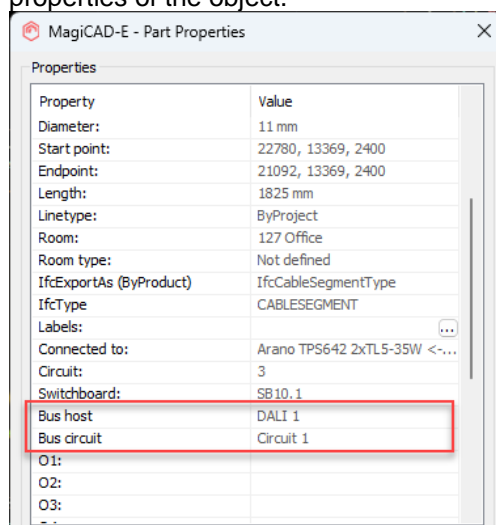 properties of the object.
MagiCAD-E - Part Properties
Properties
Property Value
Diameter: 11 mm
Start point: 22780, 13369, 2400
Endpoint: 21092, 13369, 2400
Length: 1825 mm
Linetype: ByProject
Room: 127 Office
Room type: Not defined
IfcExportAs (ByProduct) IfcCableSegmentType
IfcType CABLESEGMENT
Labels: ...
Connected to: Arano TPS642 2xTL5-35W <-...
Circuit: 3
Switchboard: SB10.1
Bus host DALI 1
Bus circuit Circuit 1
O1:
O2:
O3: